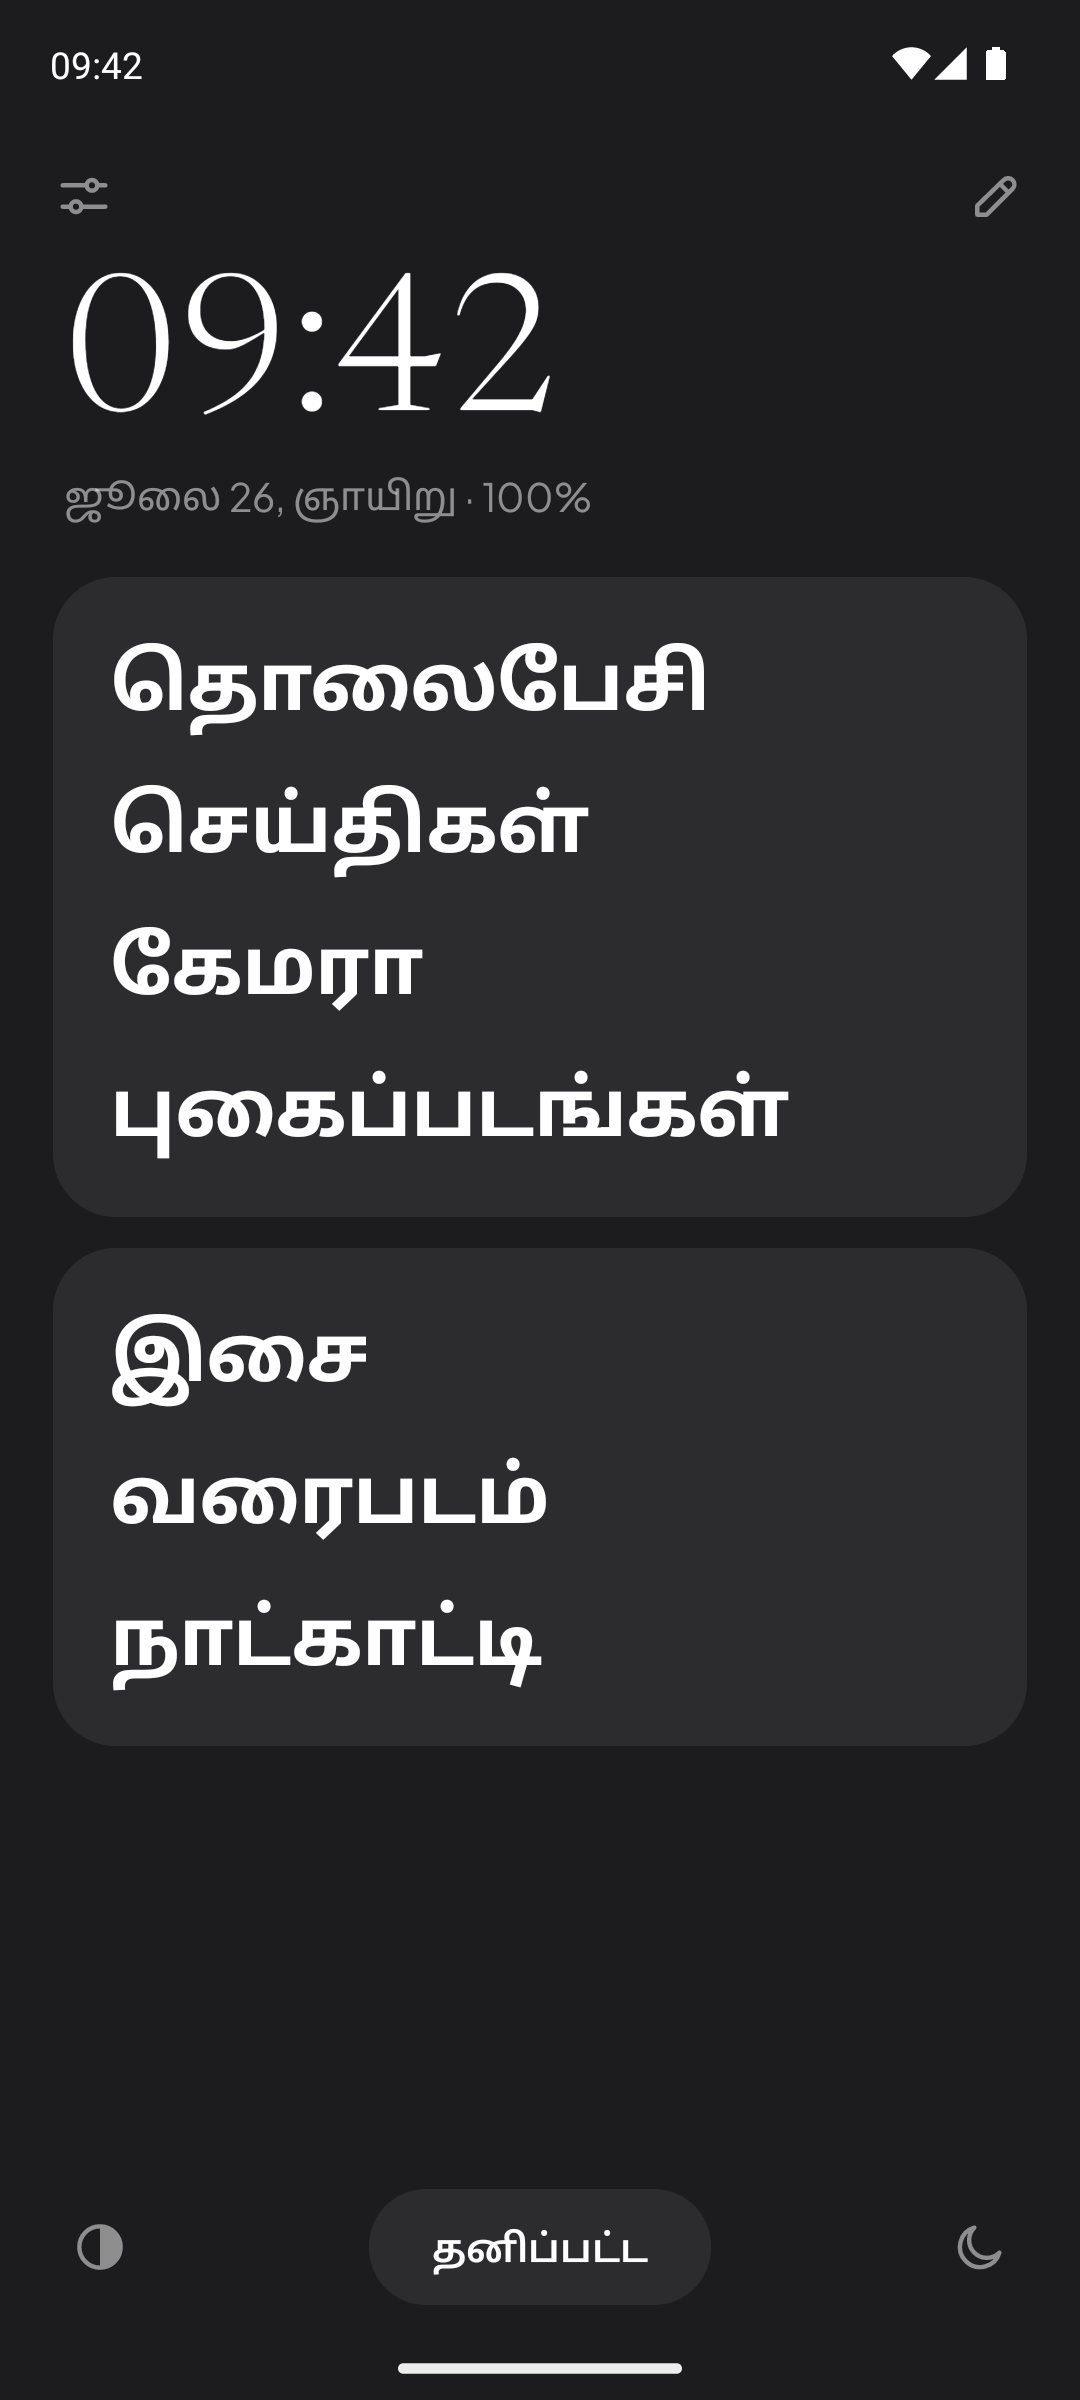 09:42
09:42
ஜூலை 26, ஞாயிறு · 100%
தொலைபேசி
செய்திகள்
கேமரா
புகைப்படங்கள்
இசை
வரைபடம்
நாட்காட்டி
தனிப்பட்ட